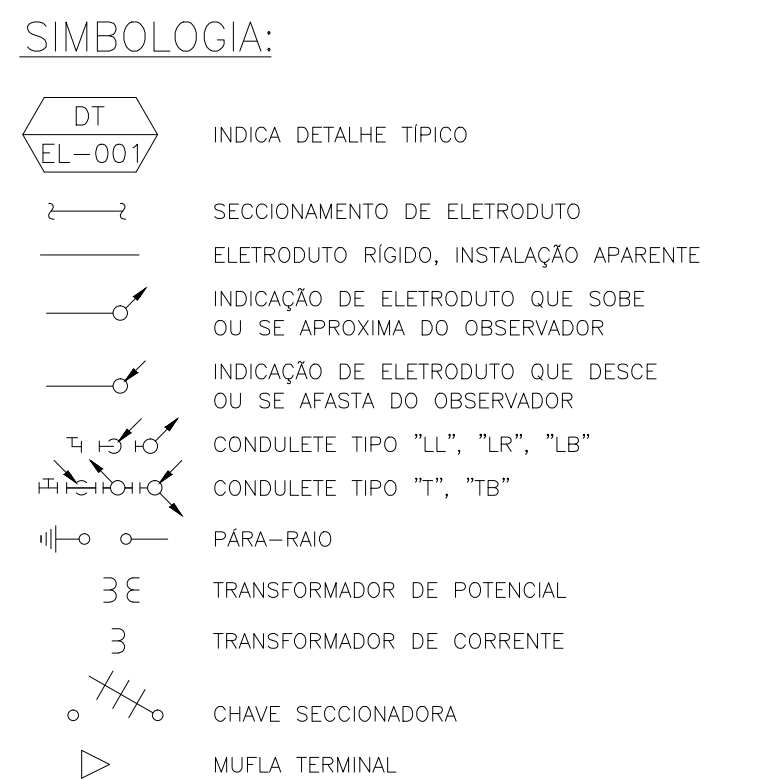 SIMBOLOGIA:
DT
EL-001
INDICA DETALHE TÍPICO
SECCIONAMENTO DE ELETRODUTO
ELETRODUTO RÍGIDO, INSTALAÇÃO APARENTE
INDICAÇÃO DE ELETRODUTO QUE SOBE
OU SE APROXIMA DO OBSERVADOR
INDICAÇÃO DE ELETRODUTO QUE DESCE
OU SE AFASTA DO OBSERVADOR
CONDULETE TIPO "LL", "LR", "LB"
CONDULETE TIPO "T", "TB"
PÁRA-RAIO
TRANSFORMADOR DE POTENCIAL
TRANSFORMADOR DE CORRENTE
CHAVE SECCIONADORA
MUFLA TERMINAL